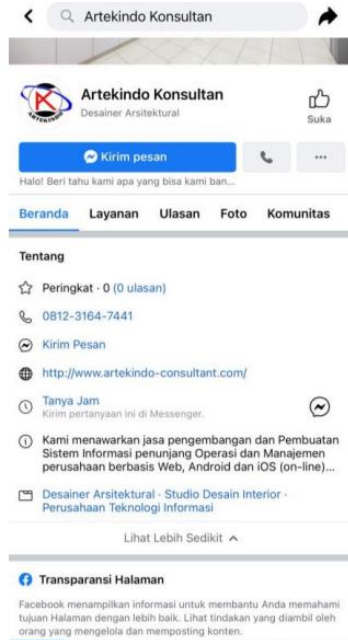 Artekindo Konsultan
ARTEKINDO
Artekindo Konsultan
Desainer Arsitektural
Suka
Kirim pesan
Halo! Beri tahu kami apa yang bisa kami ban...
Beranda Layanan Ulasan Foto Komunitas
Tentang
Peringkat · 0 (0 ulasan)
0812-3164-7441
Kirim Pesan
http://www.artekindo-consultant.com/
Tanya Jam
Kirim pertanyaan ini di Messenger.
Kami menawarkan jasa pengembangan dan Pembuatan
Sistem Informasi penunjang Operasi dan Manajemen
perusahaan berbasis Web, Android dan iOS (on-line)...
Desainer Arsitektural · Studio Desain Interior ·
Perusahaan Teknologi Informasi
Lihat Lebih Sedikit
Transparansi Halaman
Facebook menampilkan informasi untuk membantu Anda memahami
tujuan Halaman dengan lebih baik. Lihat tindakan yang diambil oleh
orang yang mengelola dan memposting konten.